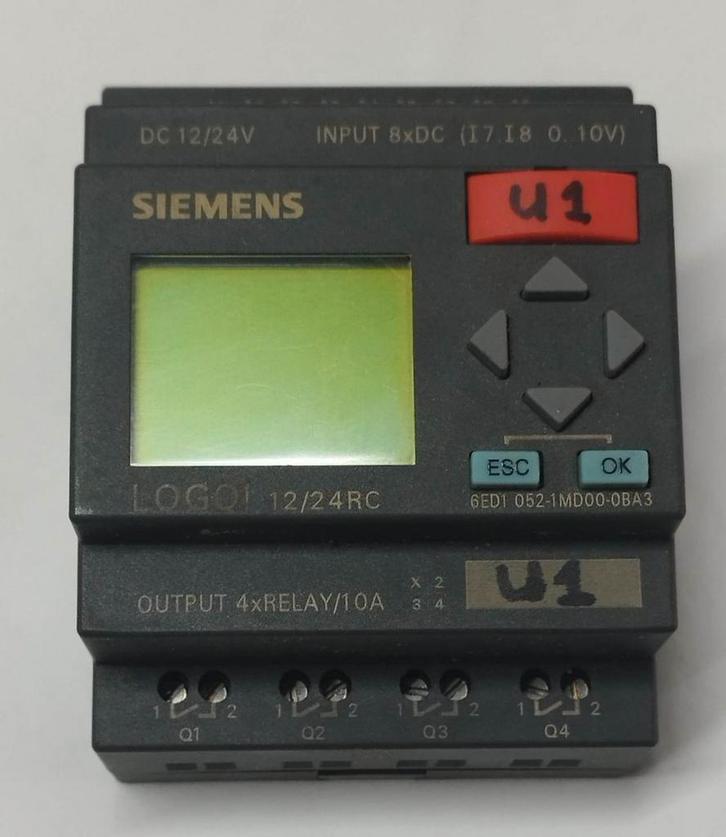 DC 12/24V INPUT 8xDC (I7.I8 0..10V)
SIEMENS
U1
ESC OK
LOGO! 12/24RC
6ED1 052-1MD00-0BA3
OUTPUT 4xRELAY/10A
X 2
3 4
U1
1 2 1 2 1 2 1 2
Q1 Q2 Q3 Q4